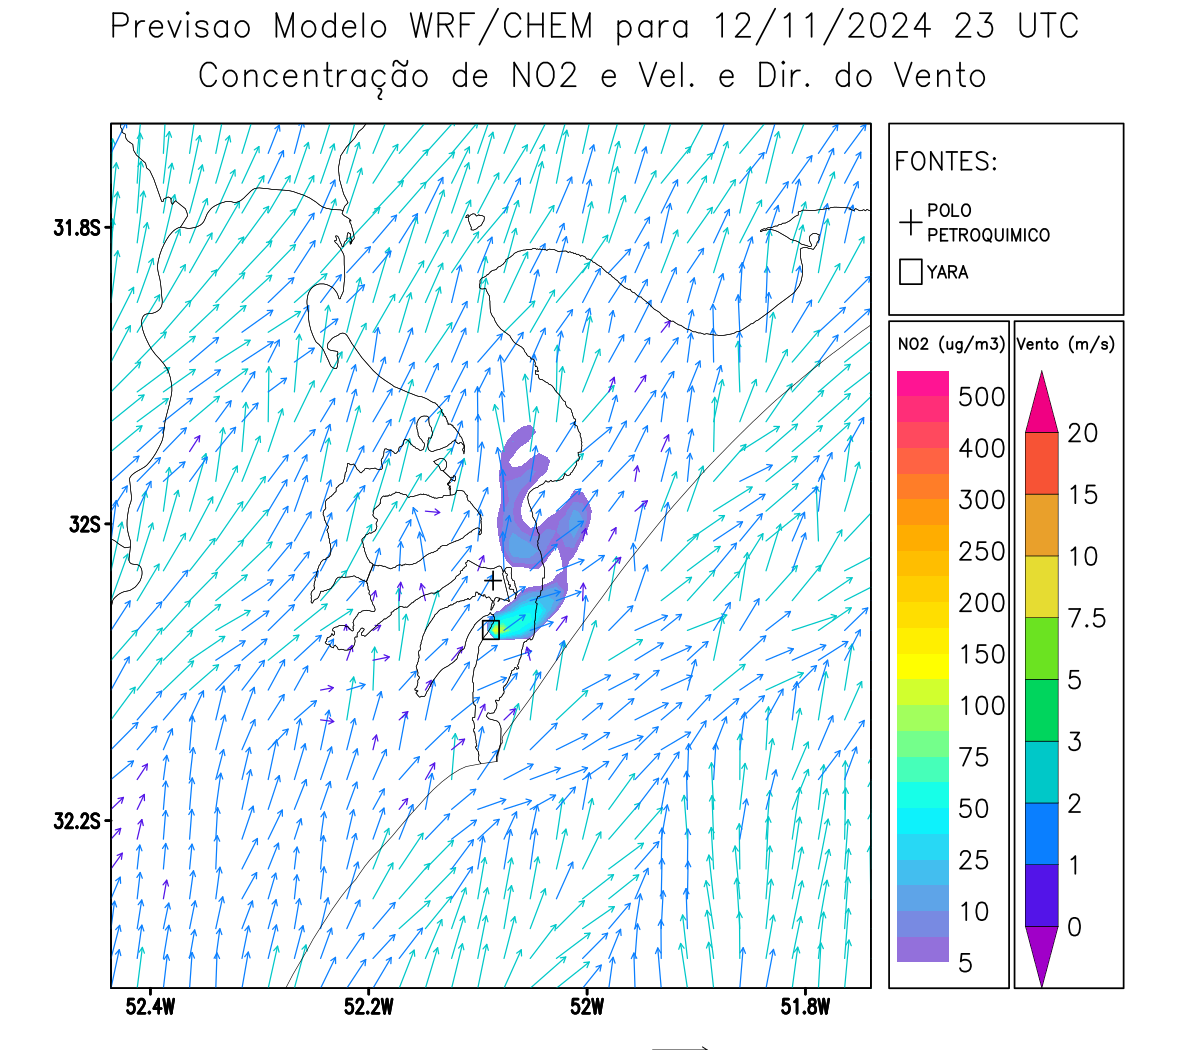 Previsao Modelo WRF/CHEM para 12/11/2024 23 UTC
Concentração de NO2 e Vel. e Dir. do Vento
FONTES:
POLO
PETROQUIMICO
YARA
NO2 (ug/m3)
500
400
300
250
200
150
100
75
50
25
10
5
Vento (m/s)
20
15
10
7.5
5
3
2
1
0
31.8S
32S
32.2S
52.4W
52.2W
52W
51.8W